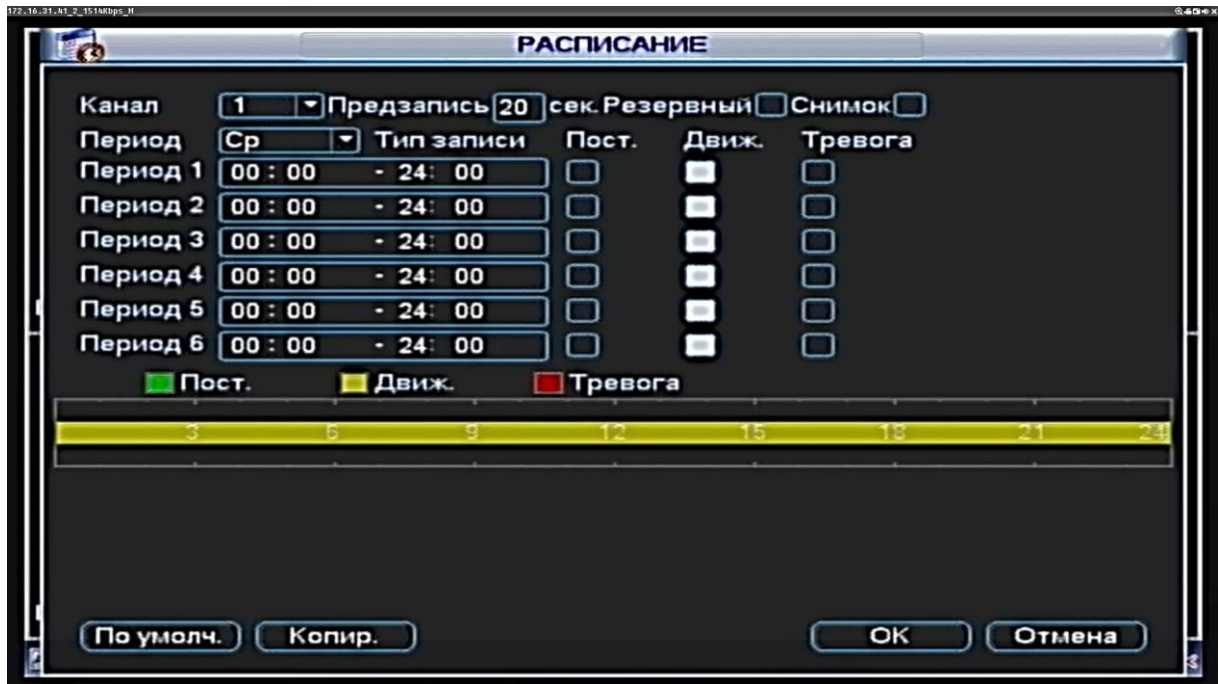 172.16.31.41_2_1514Kbps_M
РАСПИСАНИЕ
Канал 1 Предзапись 20 сек. Резервный Снимок
Период Ср Тип записи Пост. Движ. Тревога
Период 1 00 : 00 - 24: 00
Период 2 00 : 00 - 24: 00
Период 3 00 : 00 - 24: 00
Период 4 00 : 00 - 24: 00
Период 5 00 : 00 - 24: 00
Период 6 00 : 00 - 24: 00
Пост. Движ. Тревога
3 6 9 12 15 18 21 24
По умолч. Копир. ОК Отмена